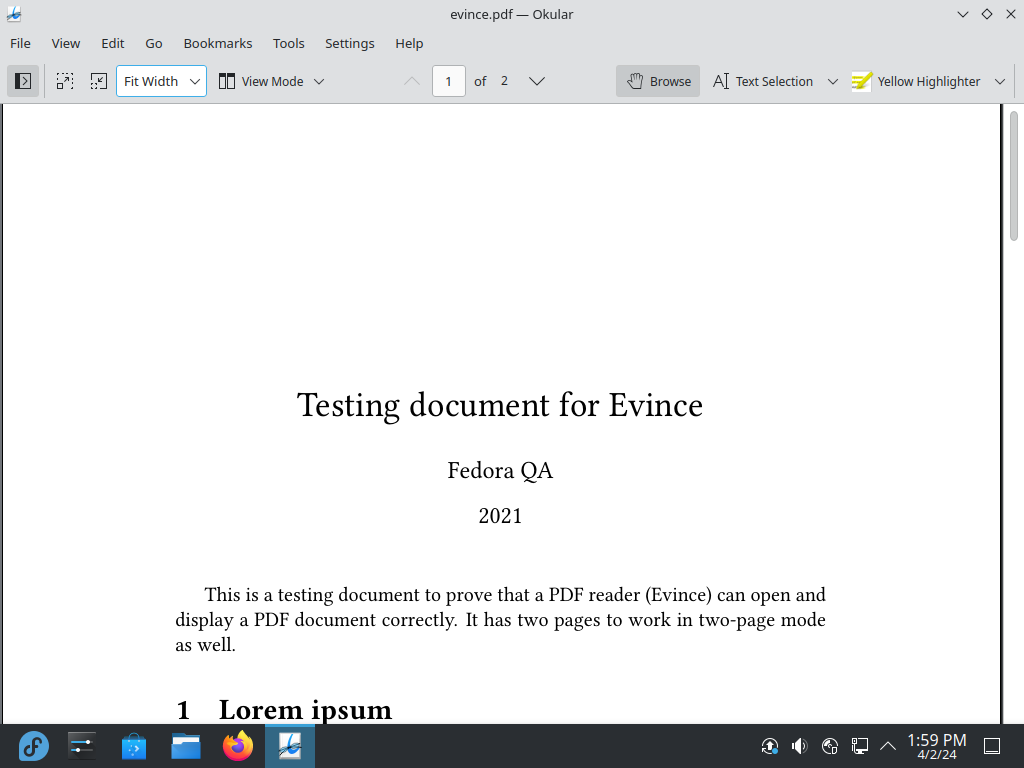 evince.pdf — Okular
File View Edit Go Bookmarks Tools Settings Help
Fit Width View Mode 1 of 2 Browse Text Selection Yellow Highlighter
Testing document for Evince
Fedora QA
2021
This is a testing document to prove that a PDF reader (Evince) can open and
display a PDF document correctly. It has two pages to work in two-page mode
as well.
1 Lorem ipsum
1:59 PM
4/2/24